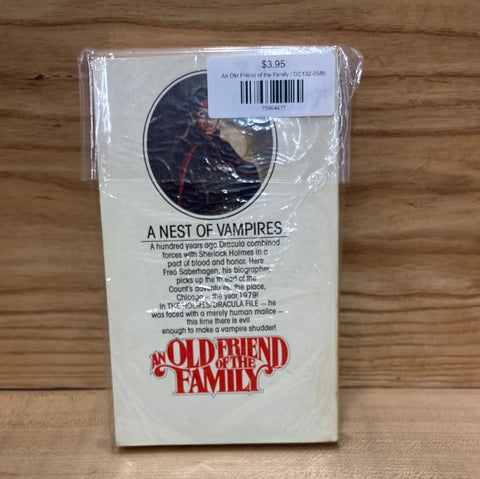 $3.95
An Old Friend of the Family / OC132-3585
75964477
A NEST OF VAMPIRES
A hundred years ago Dracula combined
forces with Sherlock Holmes in a
pact of blood and honor. Here
Fred Saberhagen, his biographer,
picks up the thread of the
Count's adventures: the place,
Chicago — the year, 1979!
In THE HOLMES/DRACULA FILE — he
was faced with a merely human malice —
this time there is evil
enough to make a vampire shudder!
AN OLD FRIEND
OF THE
FAMILY